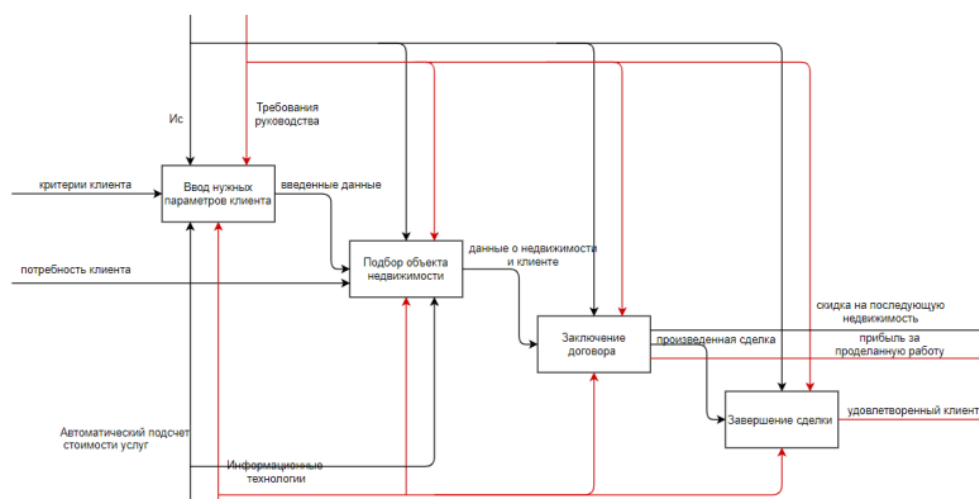 Ис
Требования
руководства
критерии клиента
Ввод нужных
параметров клиента
введенные данные
потребность клиента
Подбор объекта
недвижимости
данные о недвижимости
и клиенте
Заключение
договора
произведенная сделка
скидка на последующую
недвижимость
прибыль за
проделанную работу
Завершение сделки
удовлетворенный клиент
Автоматический подсчет
стоимости услуг
Информационные
технологии